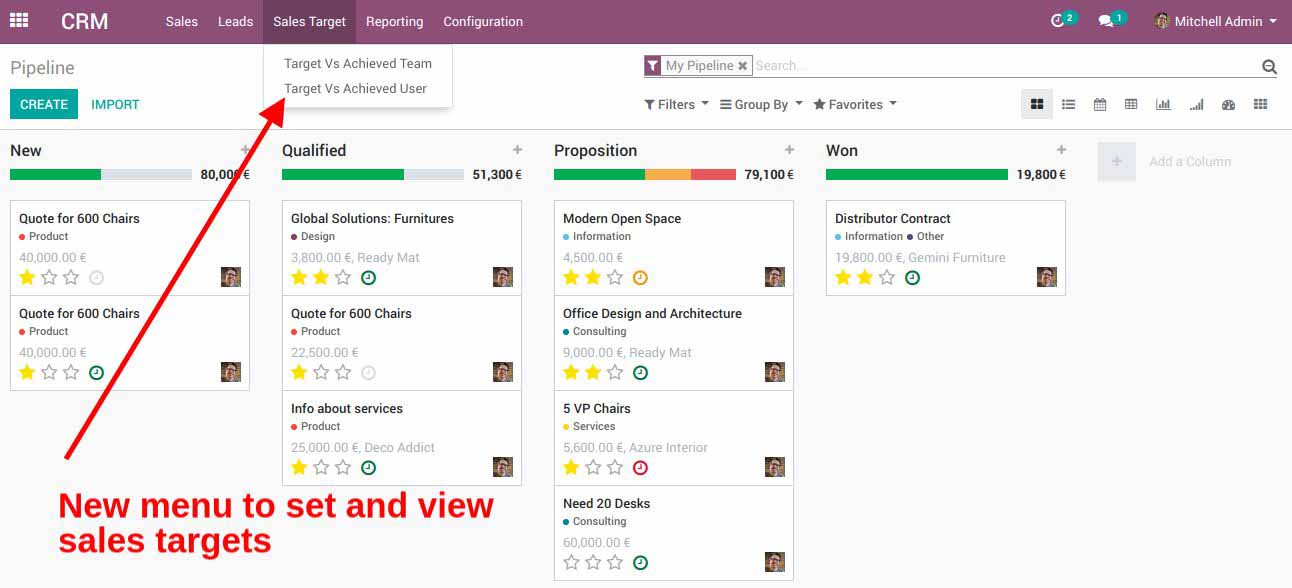 CRM Sales Leads Sales Target Reporting Configuration 2 1 Mitchell Admin
Target Vs Achieved Team
Target Vs Achieved User
Pipeline
My Pipeline Search...
CREATE IMPORT
Filters Group By Favorites
New
80,000 €
Quote for 600 Chairs
Product
40,000.00 €
Quote for 600 Chairs
Product
40,000.00 €
Qualified
51,300 €
Global Solutions: Furnitures
Design
3,800.00 €, Ready Mat
Quote for 600 Chairs
Product
22,500.00 €
Info about services
Product
25,000.00 €, Deco Addict
Proposition
79,100 €
Modern Open Space
Information
4,500.00 €
Office Design and Architecture
Consulting
9,000.00 €, Ready Mat
5 VP Chairs
Services
5,600.00 €, Azure Interior
Need 20 Desks
Consulting
60,000.00 €
Won
19,800 €
Distributor Contract
Information Other
19,800.00 €, Gemini Furniture
Add a Column
New menu to set and view
sales targets